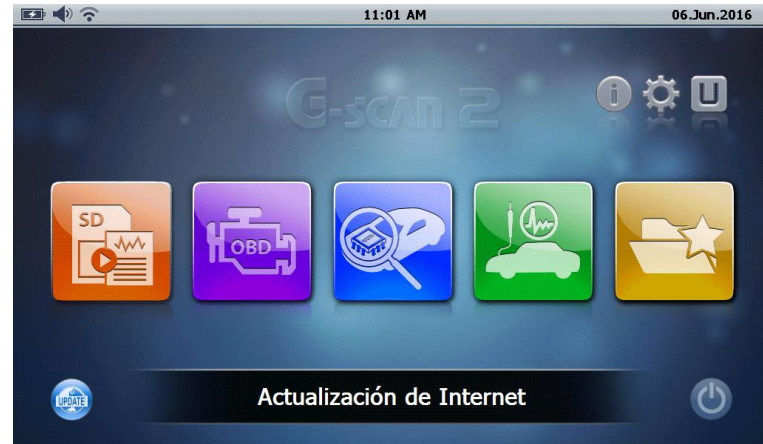 11:01 AM
06.Jun.2016
G-scan 2
i
U
SD
OBD
UPDATE
Actualización de Internet